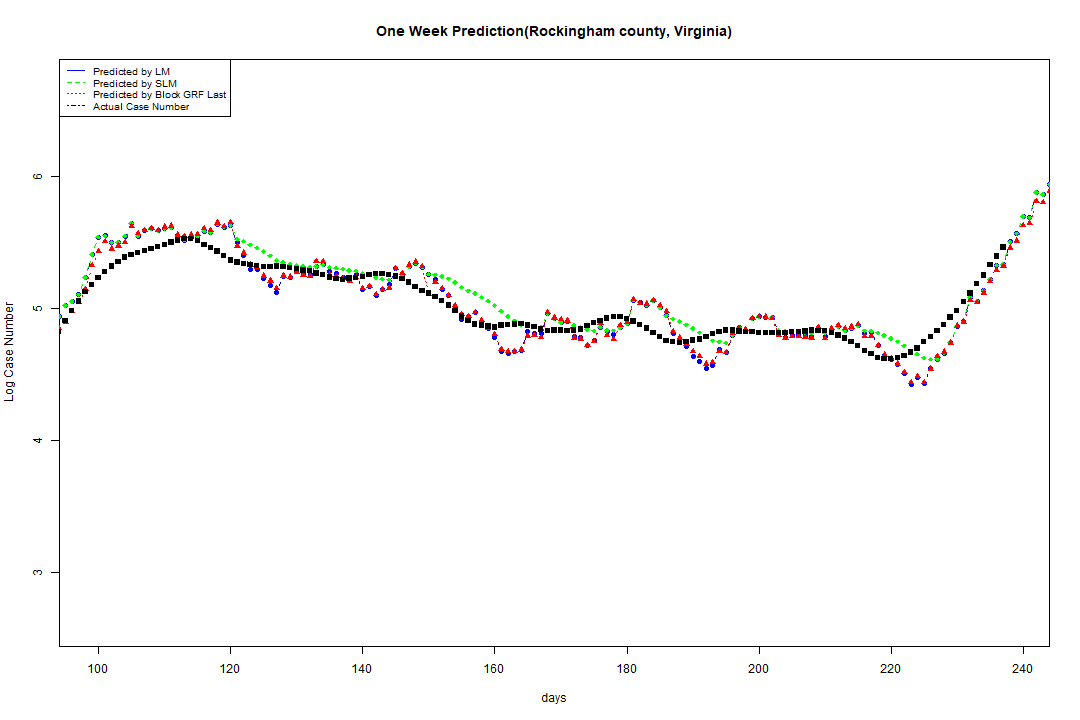 One Week Prediction(Rockingham county, Virginia)
Predicted by LM
Predicted by SLM
Predicted by Block GRF Last
Actual Case Number
6
5
4
3
Log Case Number
100 120 140 160 180 200 220 240
days